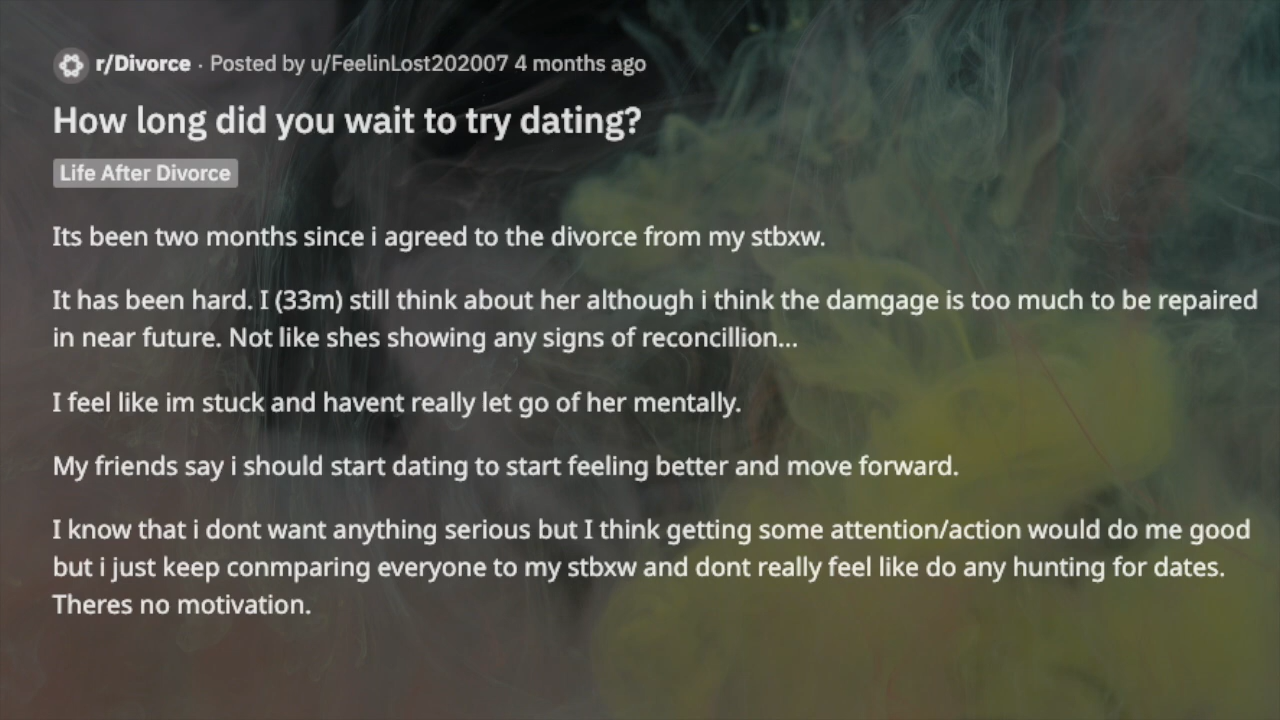 r/Divorce · Posted by u/FeelinLost202007 4 months ago
How long did you wait to try dating?
Life After Divorce
Its been two months since i agreed to the divorce from my stbxw.
It has been hard. I (33m) still think about her although i think the damgage is too much to be repaired
in near future. Not like shes showing any signs of reconcillion...
I feel like im stuck and havent really let go of her mentally.
My friends say i should start dating to start feeling better and move forward.
I know that i dont want anything serious but I think getting some attention/action would do me good
but i just keep conmparing everyone to my stbxw and dont really feel like do any hunting for dates.
Theres no motivation.